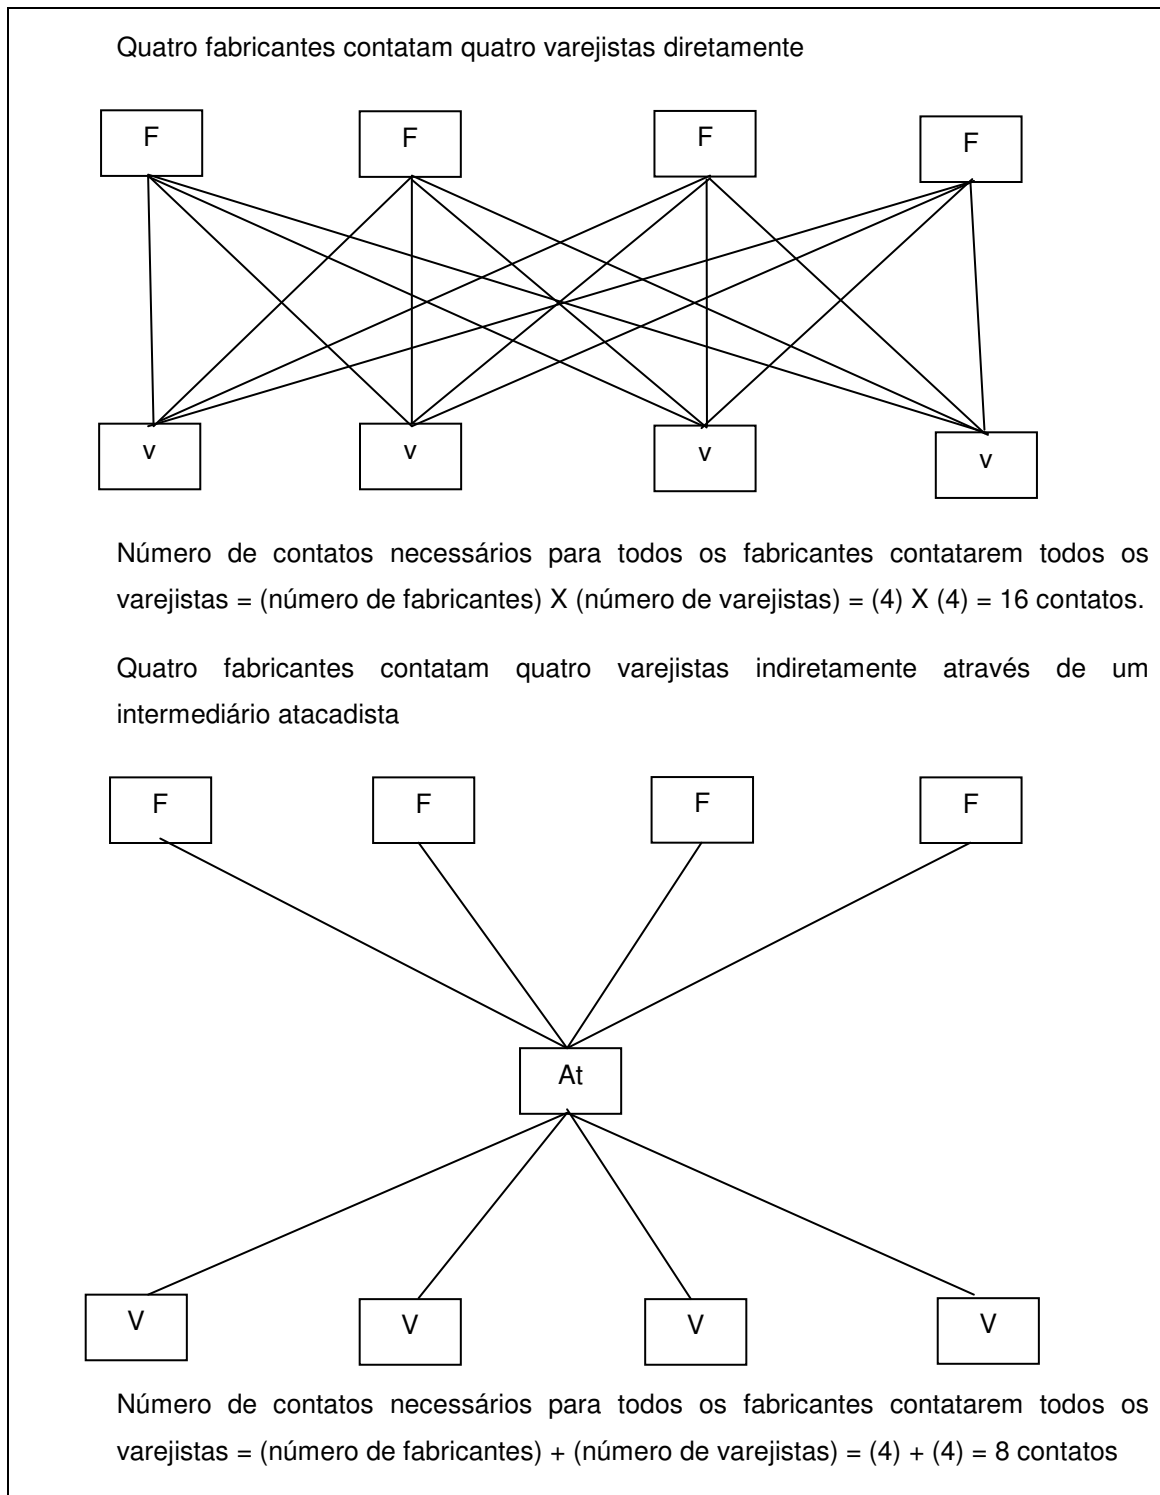 Quatro fabricantes contatam quatro varejistas diretamente
F F F F
v v v v
Número de contatos necessários para todos os fabricantes contatarem todos os
varejistas = (número de fabricantes) X (número de varejistas) = (4) X (4) = 16 contatos.
Quatro fabricantes contatam quatro varejistas indiretamente através de um
intermediário atacadista
F F F F
At
V V V V
Número de contatos necessários para todos os fabricantes contatarem todos os
varejistas = (número de fabricantes) + (número de varejistas) = (4) + (4) = 8 contatos